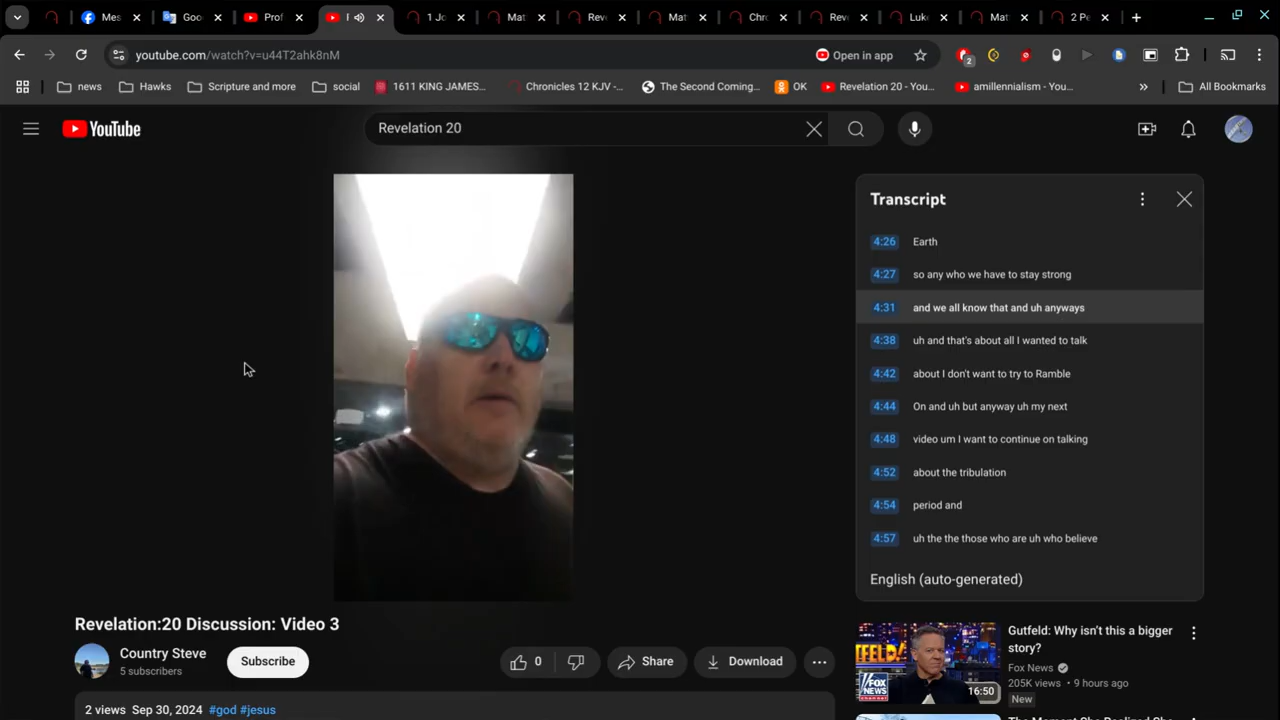 Mes
Goo
Prof
1 Jo
Mat
Rev
Mat
Chro
Rev
Luke
Mat
2 Pe
youtube.com/watch?v=u44T2ahk8nM
Open in app
2
news
Hawks
Scripture and more
social
1611 KING JAMES...
Chronicles 12 KJV -...
The Second Coming...
OK
Revelation 20 - You...
amillennialism - You...
All Bookmarks
YouTube
Revelation 20
Transcript
4:26 Earth
4:27 so any who we have to stay strong
4:31 and we all know that and uh anyways
4:38 uh and that's about all I wanted to talk
4:42 about I don't want to try to Ramble
4:44 On and uh but anyway uh my next
4:48 video um I want to continue on talking
4:52 about the tribulation
4:54 period and
4:57 uh the the those who are uh who believe
English (auto-generated)
Revelation:20 Discussion: Video 3
Country Steve
5 subscribers
Subscribe
0
Share
Download
2 views Sep 30, 2024 #god #jesus
16:50
Gutfeld: Why isn't this a bigger
story?
Fox News
205K views • 9 hours ago
New